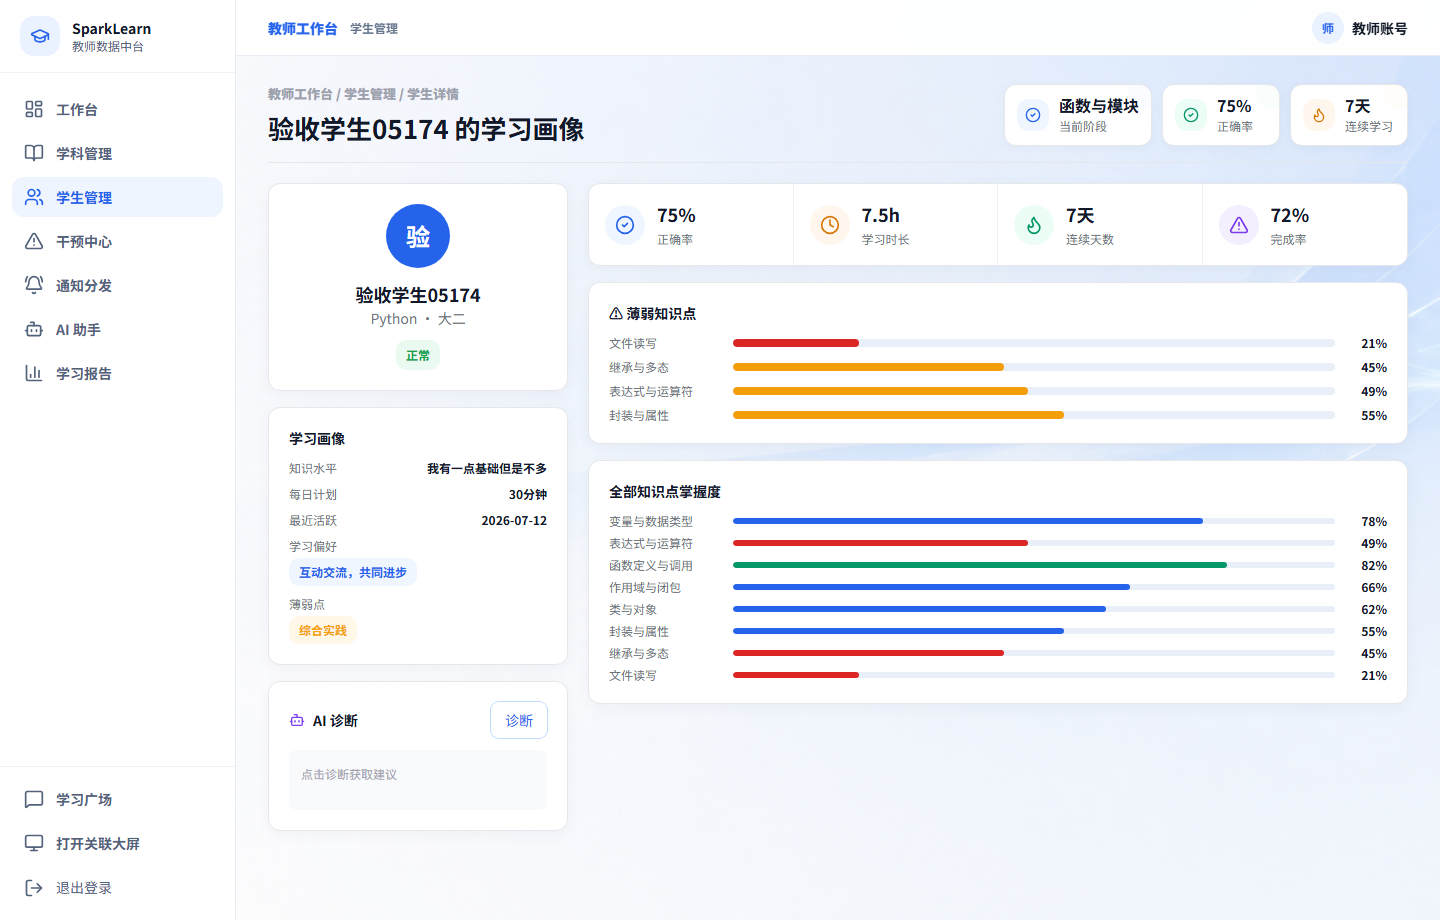 SparkLearn
教师数据中台
工作台
学科管理
学生管理
干预中心
通知分发
AI 助手
学习报告
学习广场
打开关联大屏
退出登录
教师工作台 学生管理
师 教师账号
教师工作台 / 学生管理 / 学生详情
验收学生05174 的学习画像
函数与模块
当前阶段
75%
正确率
7天
连续学习
验
验收学生05174
Python · 大二
正常
学习画像
知识水平 我有一点基础但是不多
每日计划 30分钟
最近活跃 2026-07-12
学习偏好
互动交流，共同进步
薄弱点
综合实践
AI 诊断 诊断
点击诊断获取建议
75%
正确率
7.5h
学习时长
7天
连续天数
72%
完成率
薄弱知识点
文件读写 21%
继承与多态 45%
表达式与运算符 49%
封装与属性 55%
全部知识点掌握度
变量与数据类型 78%
表达式与运算符 49%
函数定义与调用 82%
作用域与闭包 66%
类与对象 62%
封装与属性 55%
继承与多态 45%
文件读写 21%